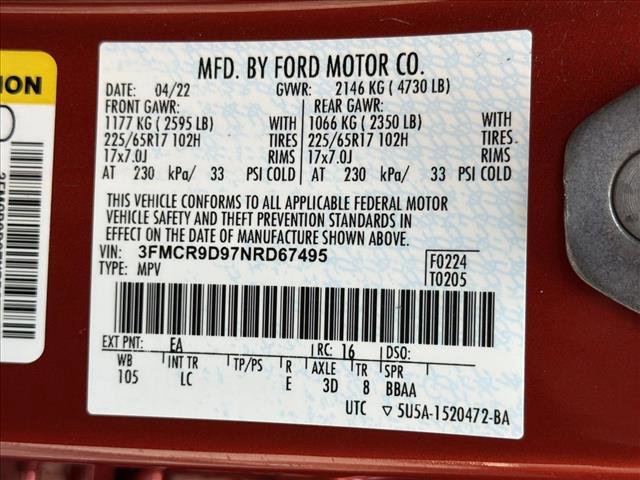 MFD. BY FORD MOTOR CO.
DATE: 04/22 GVWR: 2146 KG ( 4730 LB)
FRONT GAWR: REAR GAWR:
1177 KG ( 2595 LB) WITH 1066 KG ( 2350 LB) WITH
225/65R17 102H TIRES 225/65R17 102H TIRES
17x7.0J RIMS 17x7.0J RIMS
AT 230 kPa/ 33 PSI COLD AT 230 kPa/ 33 PSI COLD
THIS VEHICLE CONFORMS TO ALL APPLICABLE FEDERAL MOTOR
VEHICLE SAFETY AND THEFT PREVENTION STANDARDS IN
EFFECT ON THE DATE OF MANUFACTURE SHOWN ABOVE.
VIN: 3FMCR9D97NRD67495 F0224
TYPE: MPV T0205
EXT PNT: EA RC: 16 DSO:
WB INT TR TP/PS R AXLE TR SPR
105 LC E 3D 8 BBAA
UTC ▽ 5U5A-1520472-BA